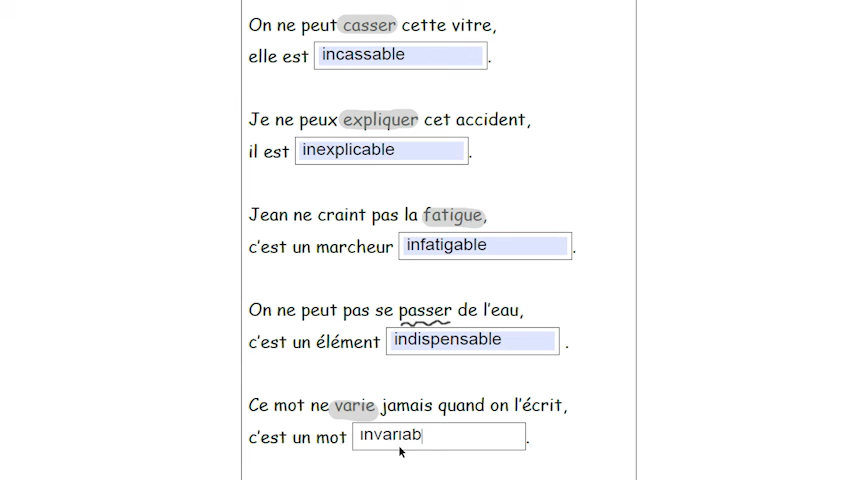 On ne peut casser cette vitre,
elle est incassable.
Je ne peux expliquer cet accident,
il est inexplicable.
Jean ne craint pas la fatigue,
c'est un marcheur infatigable.
On ne peut pas se passer de l'eau,
c'est un élément indispensable .
Ce mot ne varie jamais quand on l'écrit,
c'est un mot invariab.